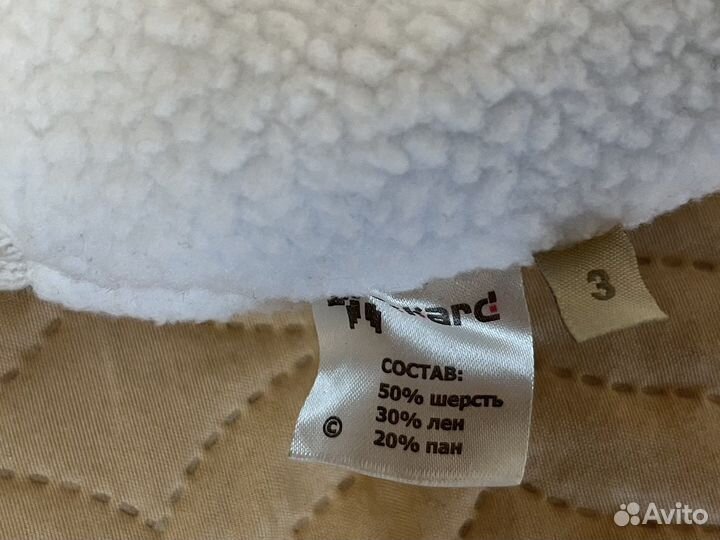 3
СОСТАВ:
50% шерсть
30% лен
©
20% пан
Avito